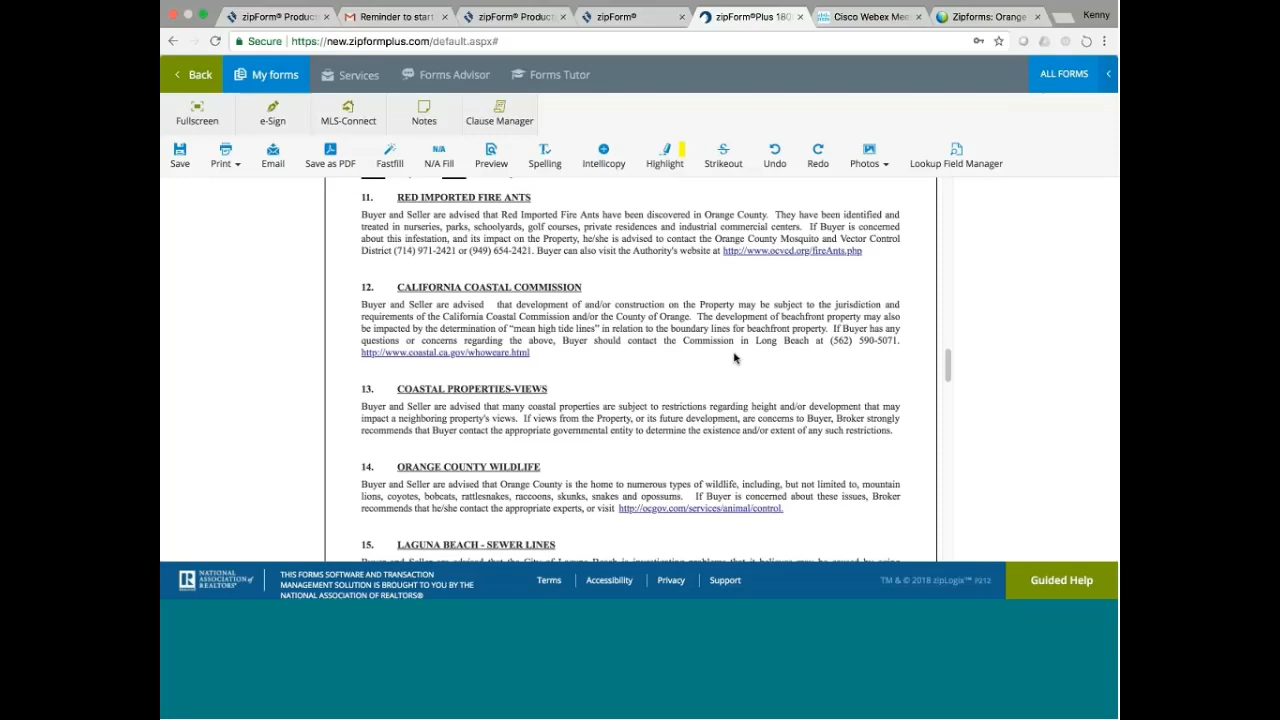 zipForm® Produc
Reminder to start
zipForm® Product
zipForm®
zipForm®Plus 180
Cisco Webex Mee
Zipforms: Orange
Kenny
Secure
https://new.zipformplus.com/default.aspx#
Back
My forms
Services
Forms Advisor
Forms Tutor
ALL FORMS
Fullscreen
e-Sign
MLS-Connect
Notes
Clause Manager
N/A
Save
Print
Email
Save as PDF
Fastfill
N/A Fill
Preview
Spelling
Intellicopy
Highlight
Strikeout
Undo
Redo
Photos
Lookup Field Manager
11. RED IMPORTED FIRE ANTS
Buyer and Seller are advised that Red Imported Fire Ants have been discovered in Orange County. They have been identified and
treated in nurseries, parks, schoolyards, golf courses, private residences and industrial commercial centers. If Buyer is concerned
about this infestation, and its impact on the Property, he/she is advised to contact the Orange County Mosquito and Vector Control
District (714) 971-2421 or (949) 654-2421. Buyer can also visit the Authority's website at http://www.ocvcd.org/fireAnts.php
12. CALIFORNIA COASTAL COMMISSION
Buyer and Seller are advised that development of and/or construction on the Property may be subject to the jurisdiction and
requirements of the California Coastal Commission and/or the County of Orange. The development of beachfront property may also
be impacted by the determination of “mean high tide lines” in relation to the boundary lines for beachfront property. If Buyer has any
questions or concerns regarding the above, Buyer should contact the Commission in Long Beach at (562) 590-5071.
http://www.coastal.ca.gov/whoweare.html
13. COASTAL PROPERTIES-VIEWS
Buyer and Seller are advised that many coastal properties are subject to restrictions regarding height and/or development that may
impact a neighboring property's views. If views from the Property, or its future development, are concerns to Buyer, Broker strongly
recommends that Buyer contact the appropriate governmental entity to determine the existence and/or extent of any such restrictions.
14. ORANGE COUNTY WILDLIFE
Buyer and Seller are advised that Orange County is the home to numerous types of wildlife, including, but not limited to, mountain
lions, coyotes, bobcats, rattlesnakes, raccoons, skunks, snakes and opossums. If Buyer is concerned about these issues, Broker
recommends that he/she contact the appropriate experts, or visit http://ocgov.com/services/animal/control.
15. LAGUNA BEACH - SEWER LINES
NATIONAL
ASSOCIATION of
REALTORS®
THIS FORMS SOFTWARE AND TRANSACTION
MANAGEMENT SOLUTION IS BROUGHT TO YOU BY THE
NATIONAL ASSOCIATION OF REALTORS®
Terms
Accessibility
Privacy
Support
TM & © 2018 zipLogix™ P212
Guided Help